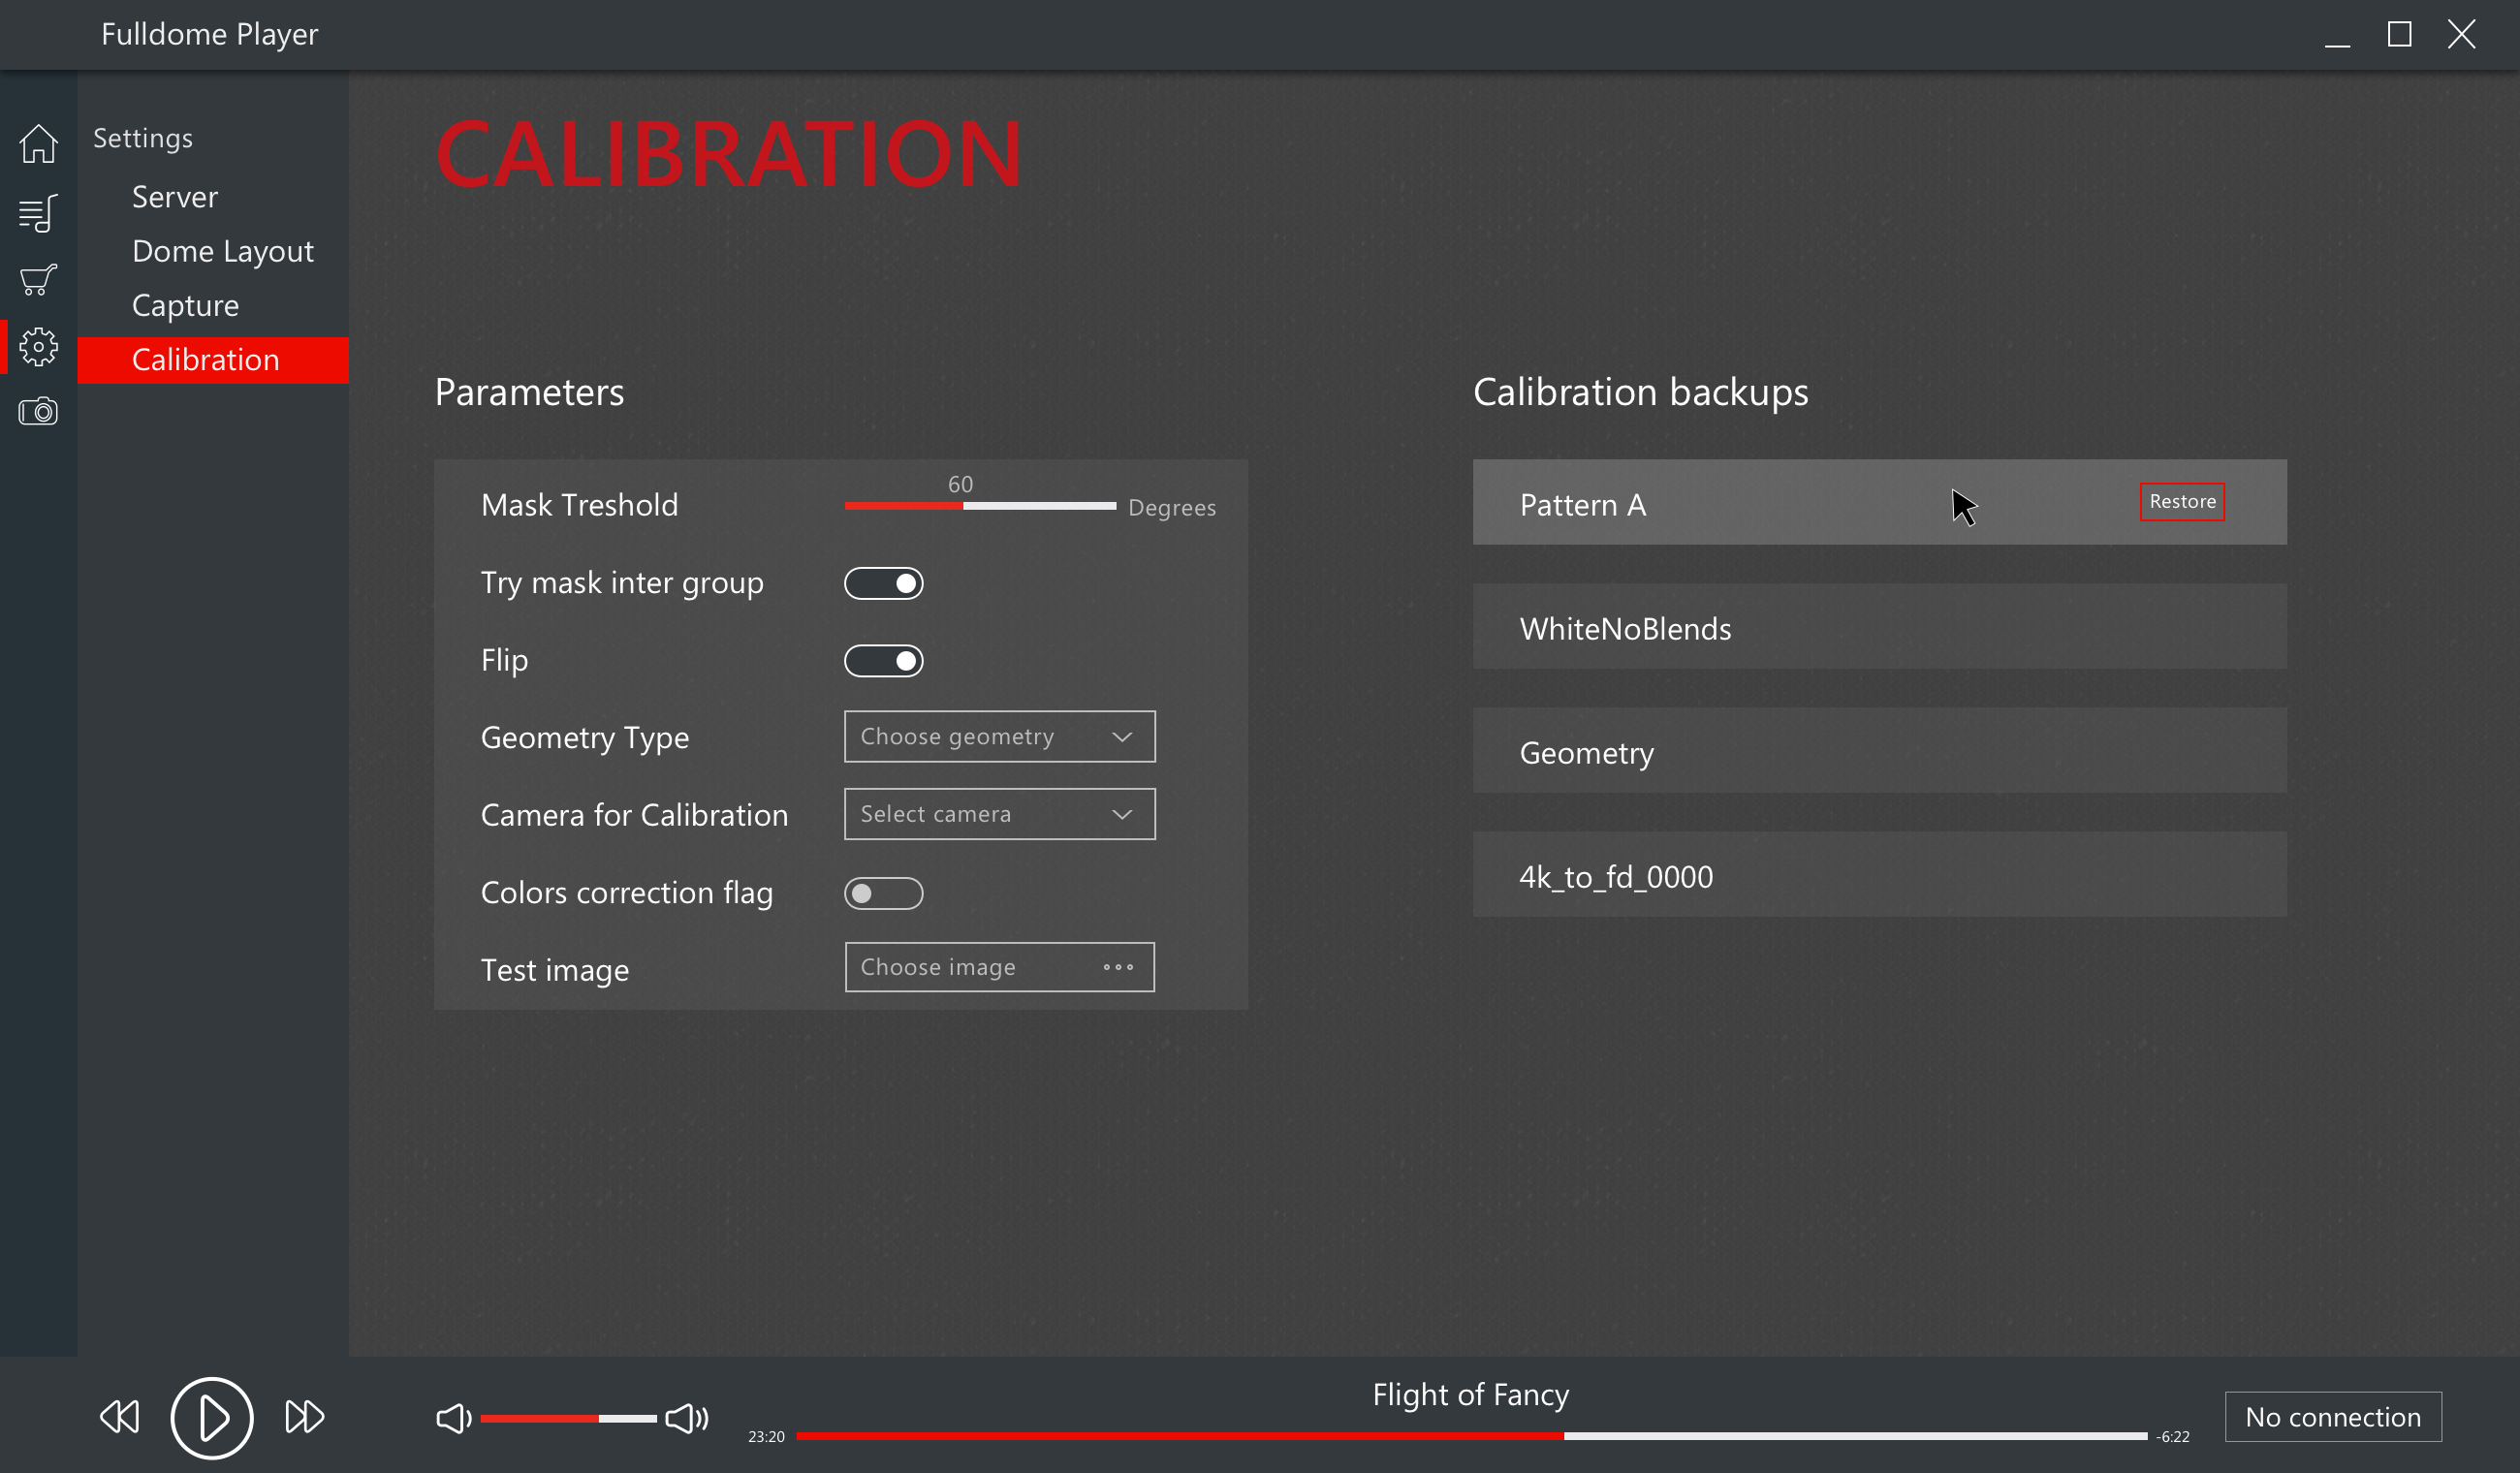 Fulldome Player
Settings
Server
Dome Layout
Capture
Calibration
CALIBRATION
Parameters
Mask Treshold
60
Degrees
Try mask inter group
Flip
Geometry Type
Choose geometry
Camera for Calibration
Select camera
Colors correction flag
Test image
Choose image
Calibration backups
Pattern A
Restore
WhiteNoBlends
Geometry
4k_to_fd_0000
Flight of Fancy
23:20
-6:22
No connection